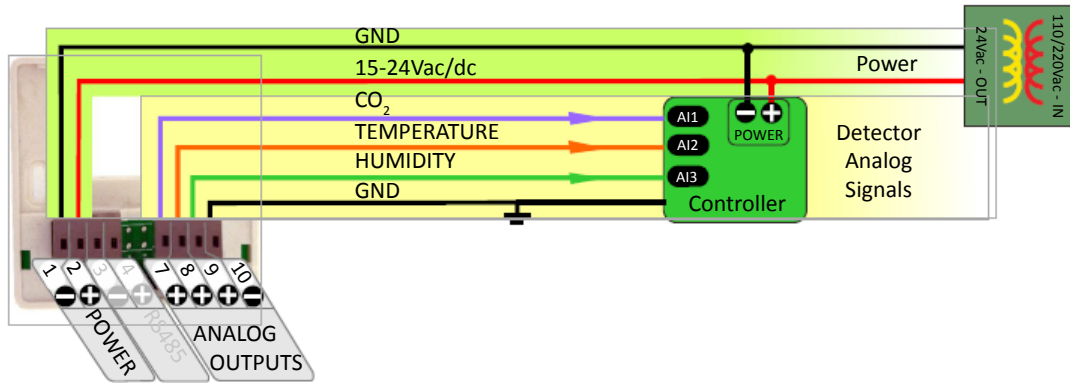 GND
15-24Vac/dc
Power
24Vac - OUT
110/220Vac - IN
CO2
TEMPERATURE
HUMIDITY
GND
AI1
AI2
AI3
POWER
Controller
Detector
Analog
Signals
1 2 3 4 7 8 9 10
POWER
RS485
ANALOG
OUTPUTS